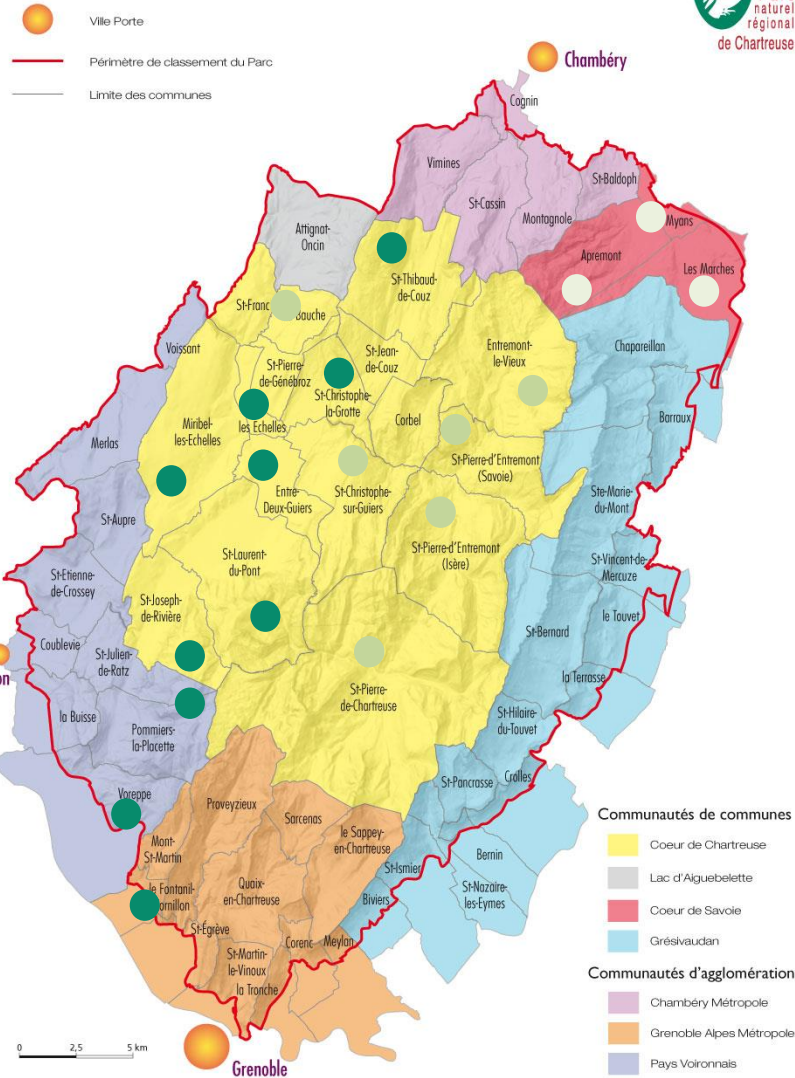 naturel
régional
de Chartreuse
Ville Porte
Périmètre de classement du Parc
Limite des communes
Chambéry
Cognin
Vimines
St-Cassin
St-Baldoph
Montagnole
Myans
Apremont
Les Marches
Attignat-
Oncin
St-Thibaud-
de-Couz
St-Franc
Bauche
Voissant
St-Pierre-
de-Génébroz
St-Jean-
de-Couz
Entremont-
le-Vieux
Chapareillan
St-Christophe-
la-Grotte
Corbel
Barraux
Merlas
Miribel-
les-Echelles
les Echelles
St-Pierre-d'Entremont
(Savoie)
Entre-
Deux-Guiers
St-Christophe-
sur-Guiers
Ste-Marie-
du-Mont
St-Aupre
St-Laurent-
du-Pont
St-Pierre-d'Entremont
(Isère)
St-Vincent-de-
Mercuze
St-Etienne-
de-Crossey
St-Joseph-
de-Rivière
le Touvet
St-Bernard
Coublevie
St-Julien-
de-Ratz
on
la Terrasse
la Buisse
Pommiers-
la-Placette
St-Pierre-
de-Chartreuse
St-Hilaire-
du-Touvet
St-Pancrasse
Crolles
Voreppe
Proveyzieux
Sarcenas
le Sappey-
en-Chartreuse
Mont-
St-Martin
St-Ismier
Bernin
Biviers
St-Nazaire-
les-Eymes
le Fontanil-
ornillon
Quaix-
en-Chartreuse
St-Egrève
St-Martin-
le-Vinoux
Corenc
Meylan
la Tronche
Grenoble
0
2,5
5 km
Communautés de communes
Coeur de Chartreuse
Lac d'Aiguebelette
Coeur de Savoie
Grésivaudan
Communautés d'agglomération
Chambéry Métropole
Grenoble Alpes Métropole
Pays Voironnais